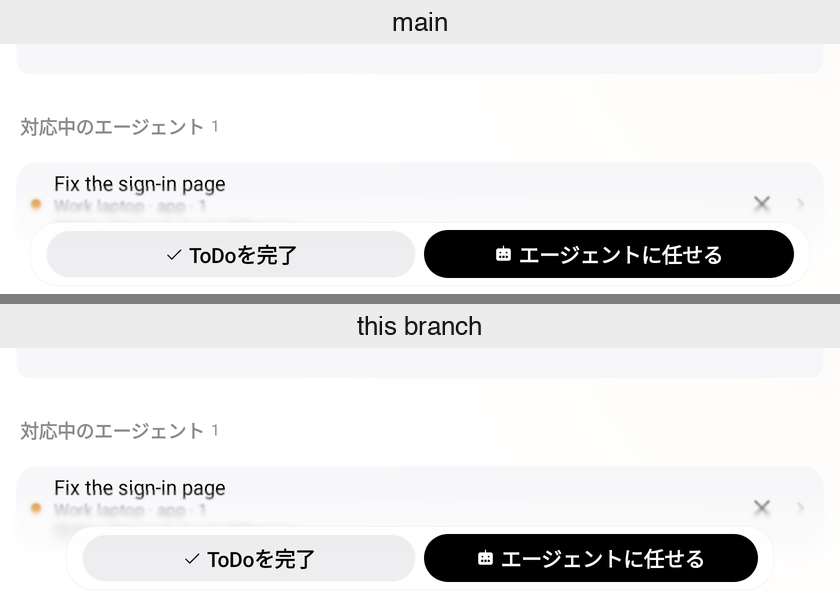 main
対応中のエージェント 1
Fix the sign-in page
Work laptop · app · 1
ToDoを完了
エージェントに任せる
this branch
対応中のエージェント 1
Fix the sign-in page
Work laptop · app · 1
ToDoを完了
エージェントに任せる